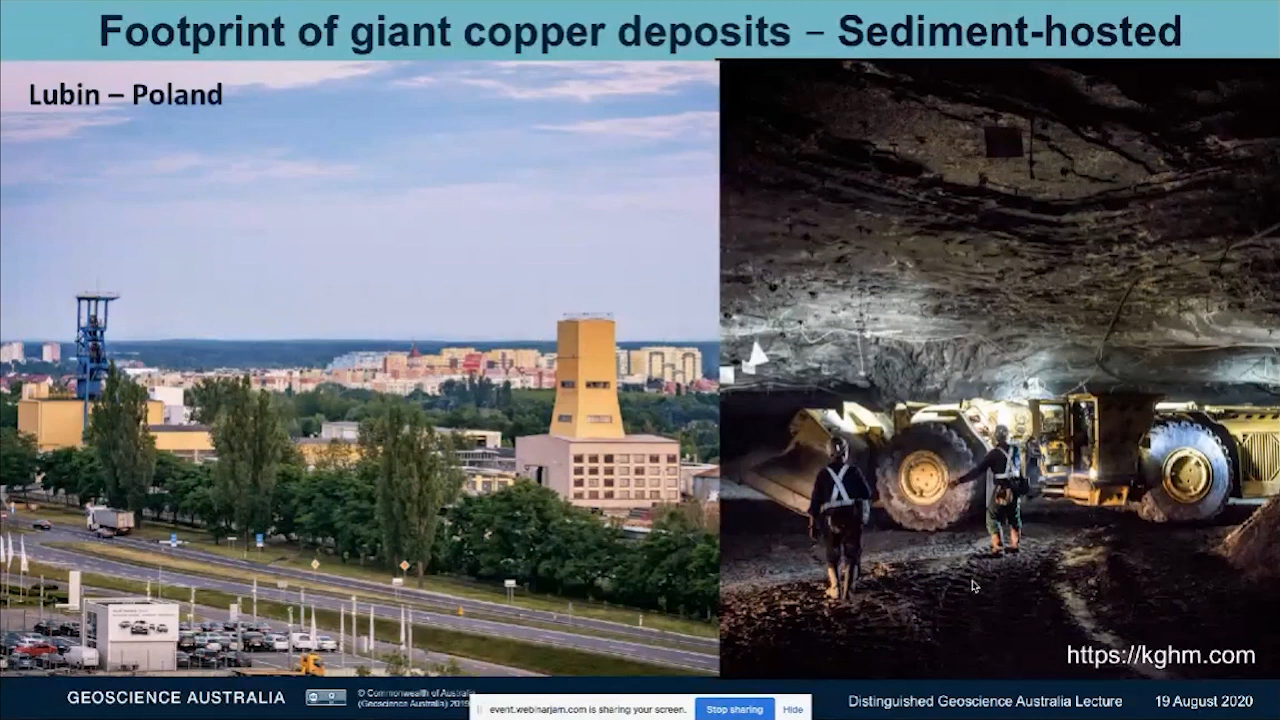 Footprint of giant copper deposits – Sediment-hosted
Lubin – Poland
https://kghm.com
GEOSCIENCE AUSTRALIA
© Commonwealth of Australia
(Geoscience Australia) 2019
event.webinarjam.com is sharing your screen.
Stop sharing
Hide
Distinguished Geoscience Australia Lecture
19 August 2020